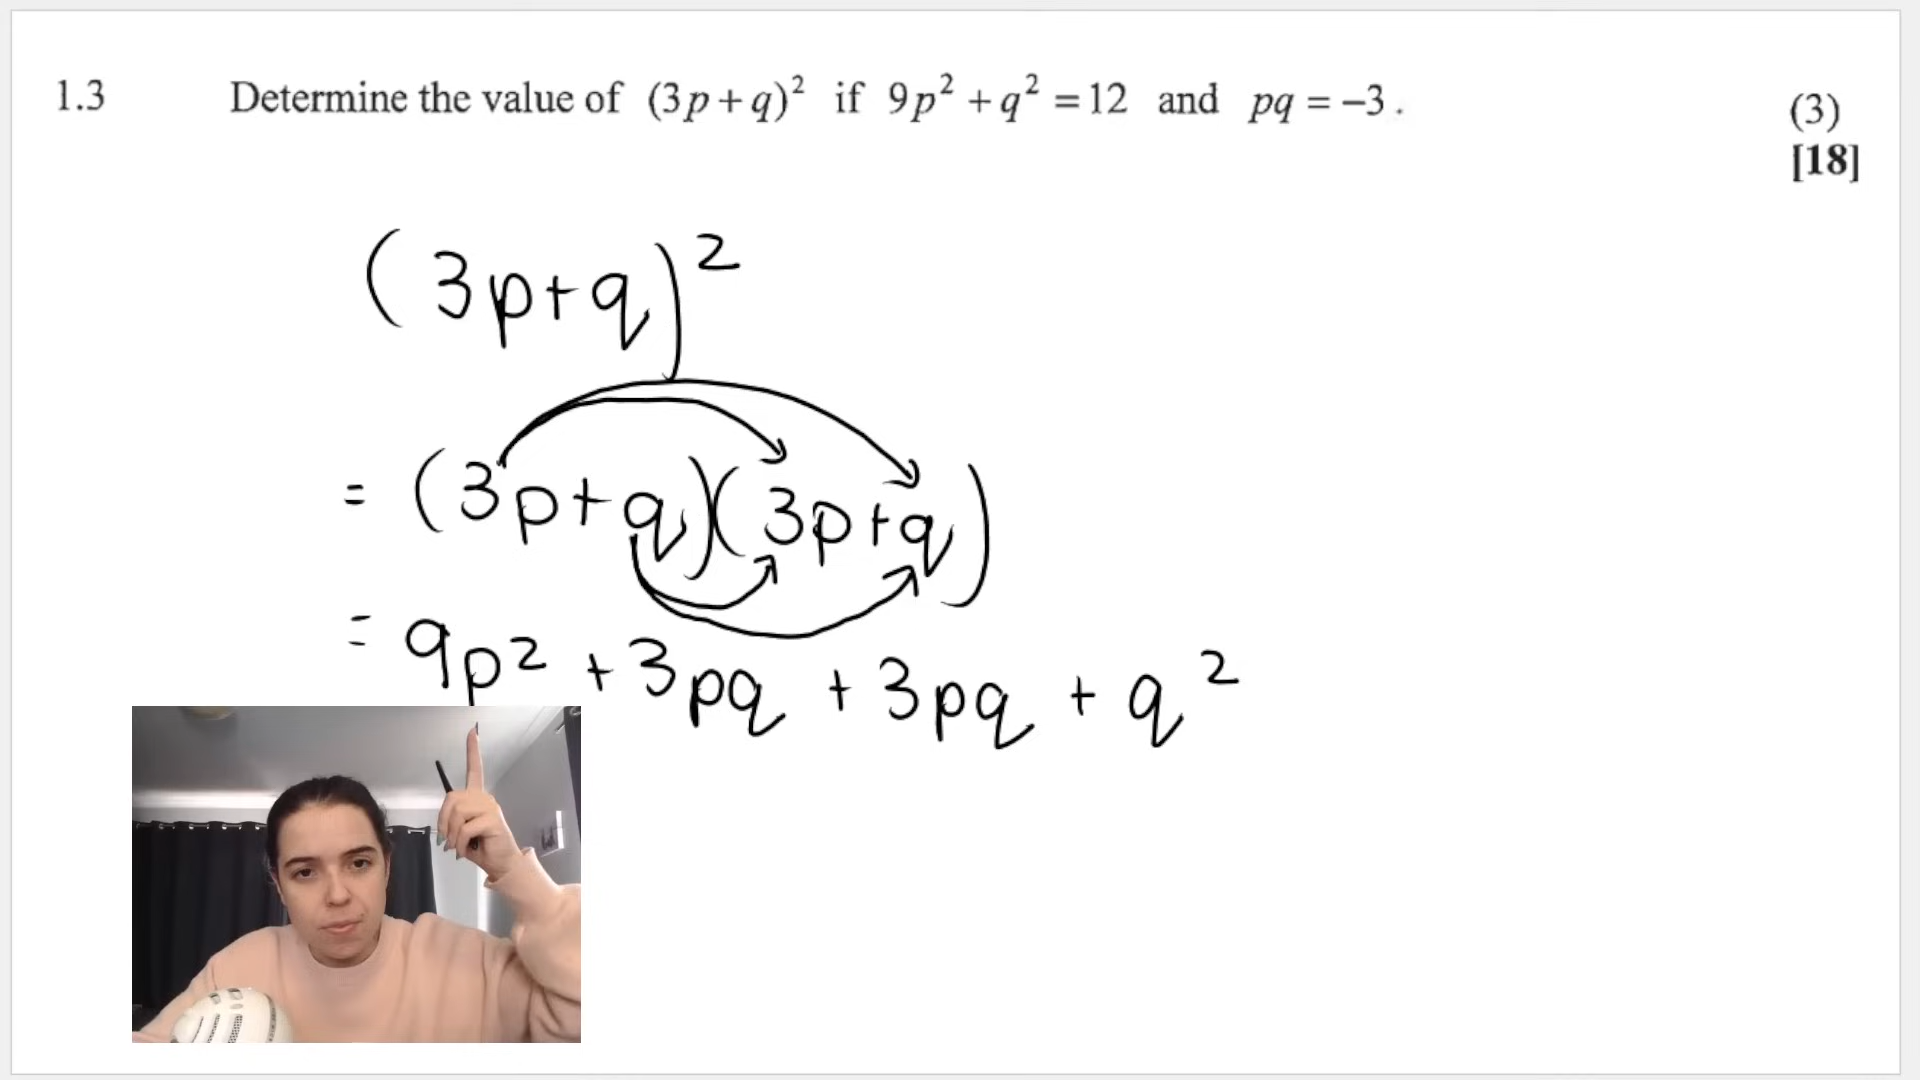 1.3 Determine the value of (3p+q)² if 9p²+q²=12 and pq=−3. (3)
[18]
(3p+q)²
= (3p+q)(3p+q)
= 9p² + 3pq + 3pq + q²